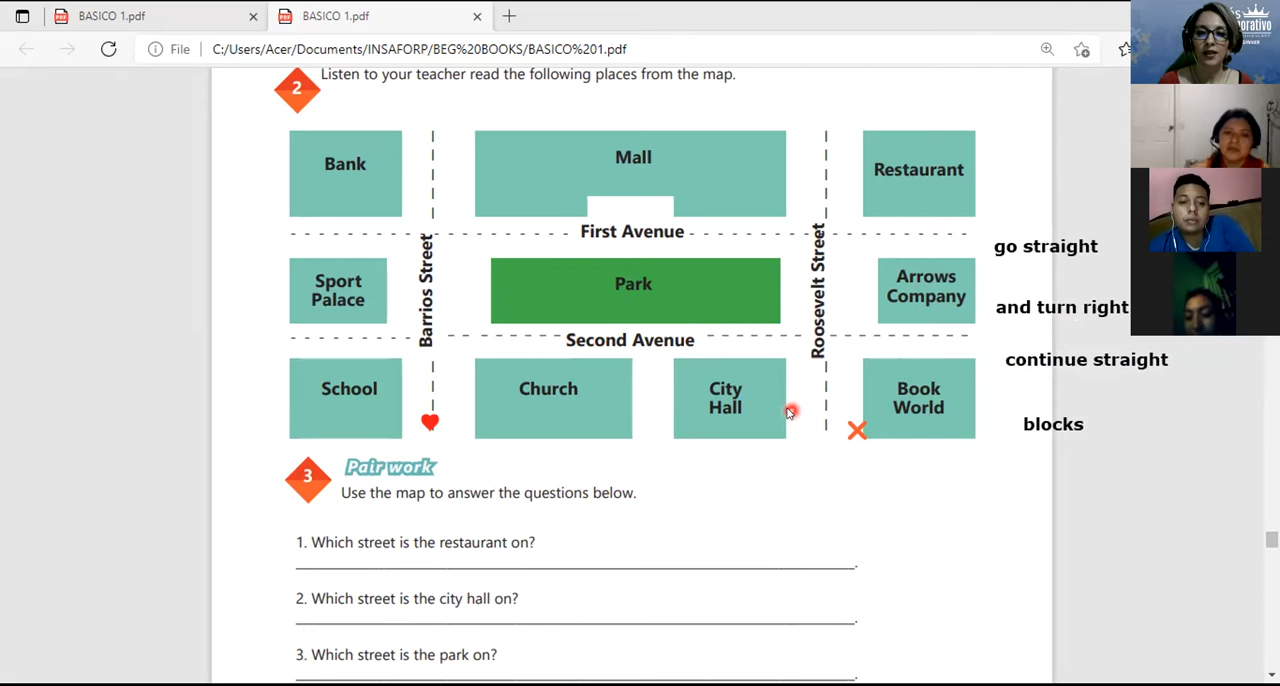 BASICO 1.pdf
BASICO 1.pdf
File
C:/Users/Acer/Documents/INSAFORP/BEG%20BOOKS/BASICO%201.pdf
2
Listen to your teacher read the following places from the map.
Bank
Mall
Restaurant
First Avenue
Barrios Street
Roosevelt Street
Sport
Palace
Park
Arrows
Company
Second Avenue
School
Church
City
Hall
Book
World
go straight
and turn right
continue straight
blocks
3
Pair work
Use the map to answer the questions below.
1. Which street is the restaurant on?
2. Which street is the city hall on?
3. Which street is the park on?